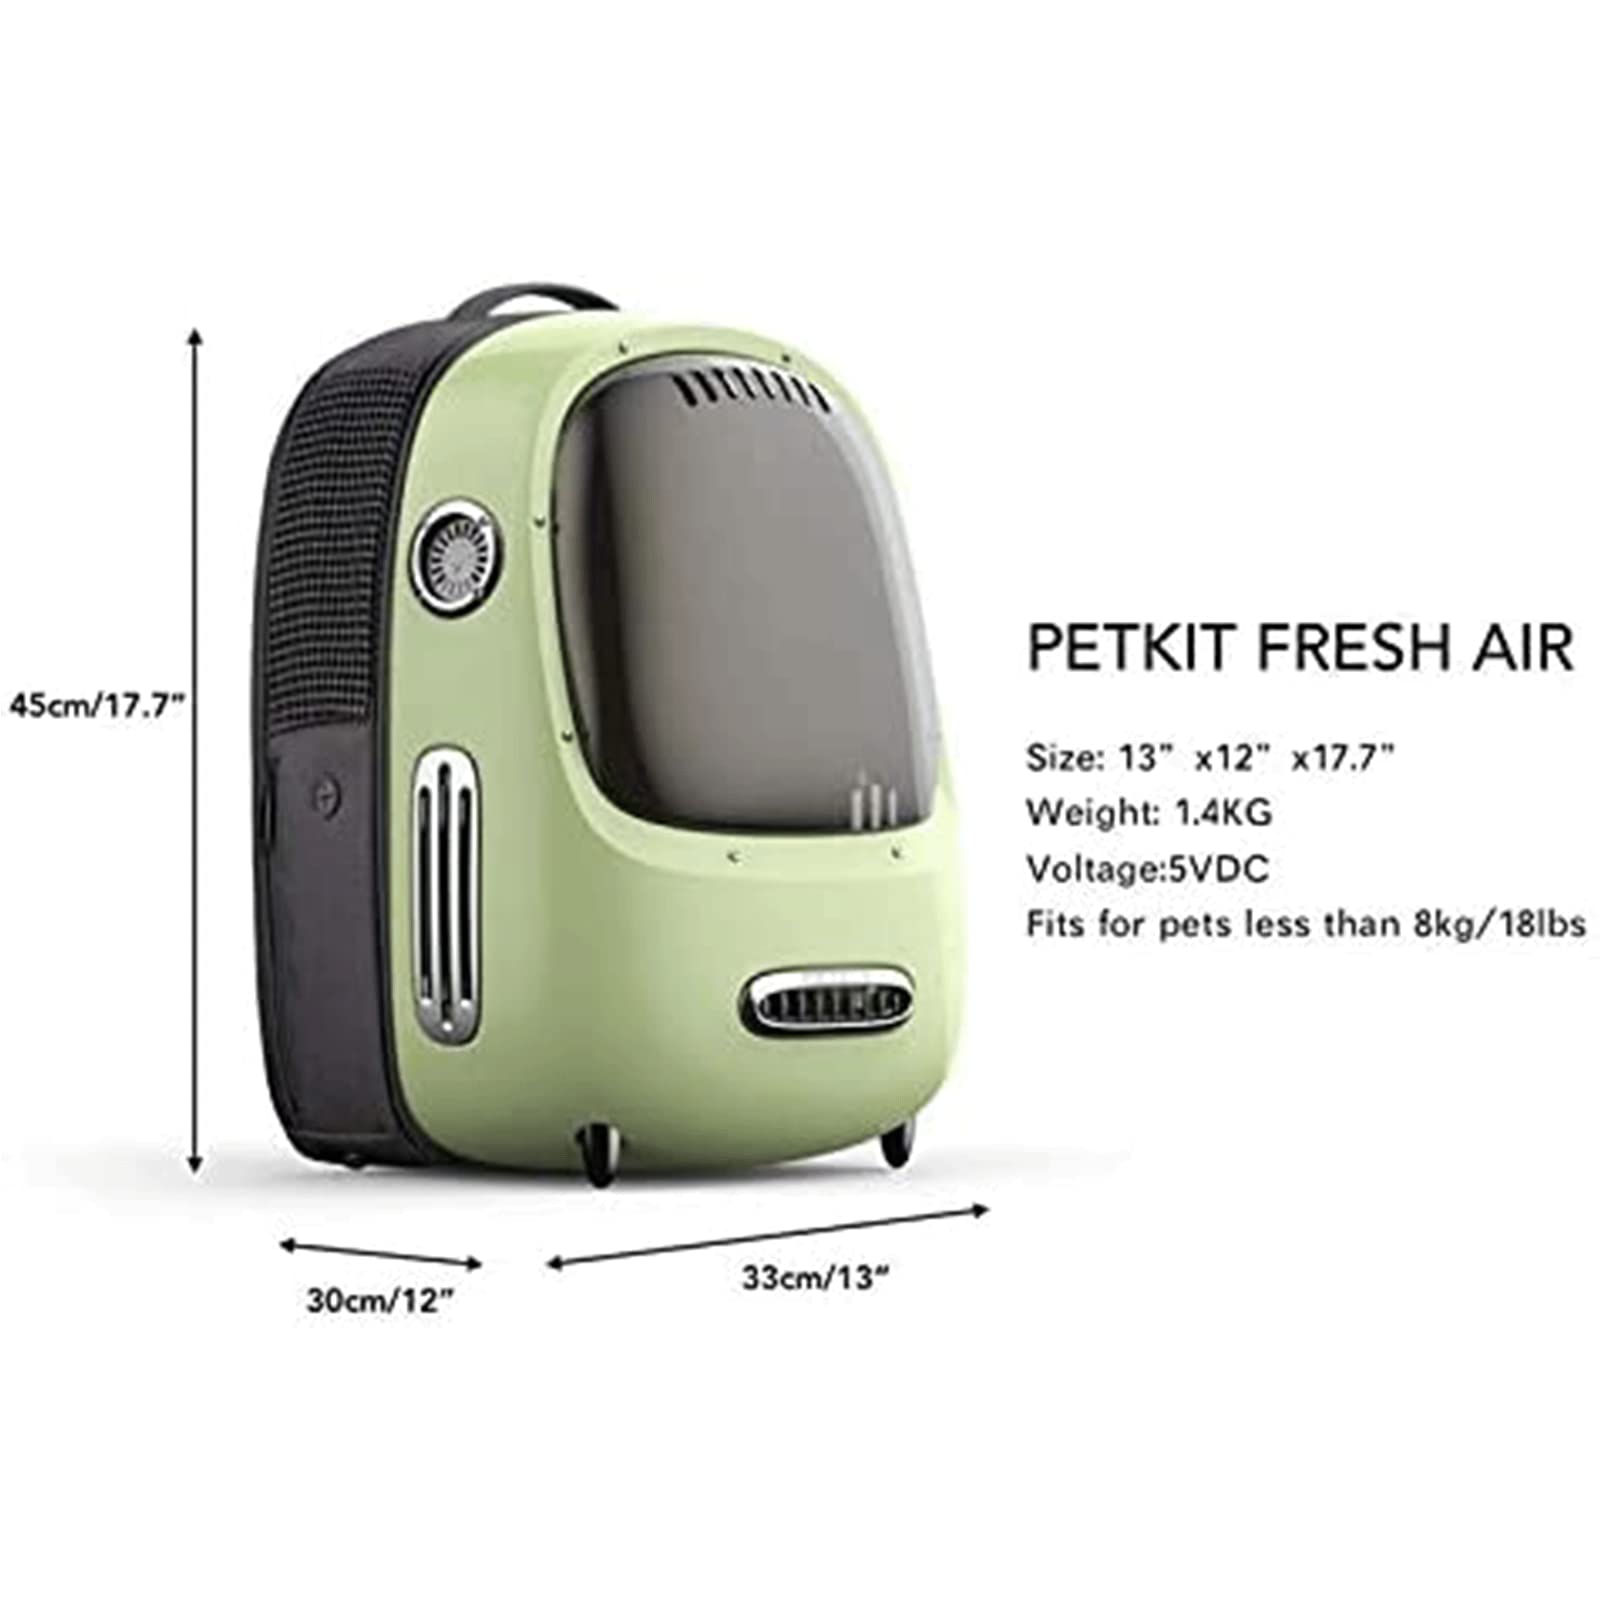 45cm/17.7”
PETKIT FRESH AIR
Size: 13” x12” x17.7”
Weight: 1.4KG
Voltage:5VDC
Fits for pets less than 8kg/18lbs
30cm/12”
33cm/13”